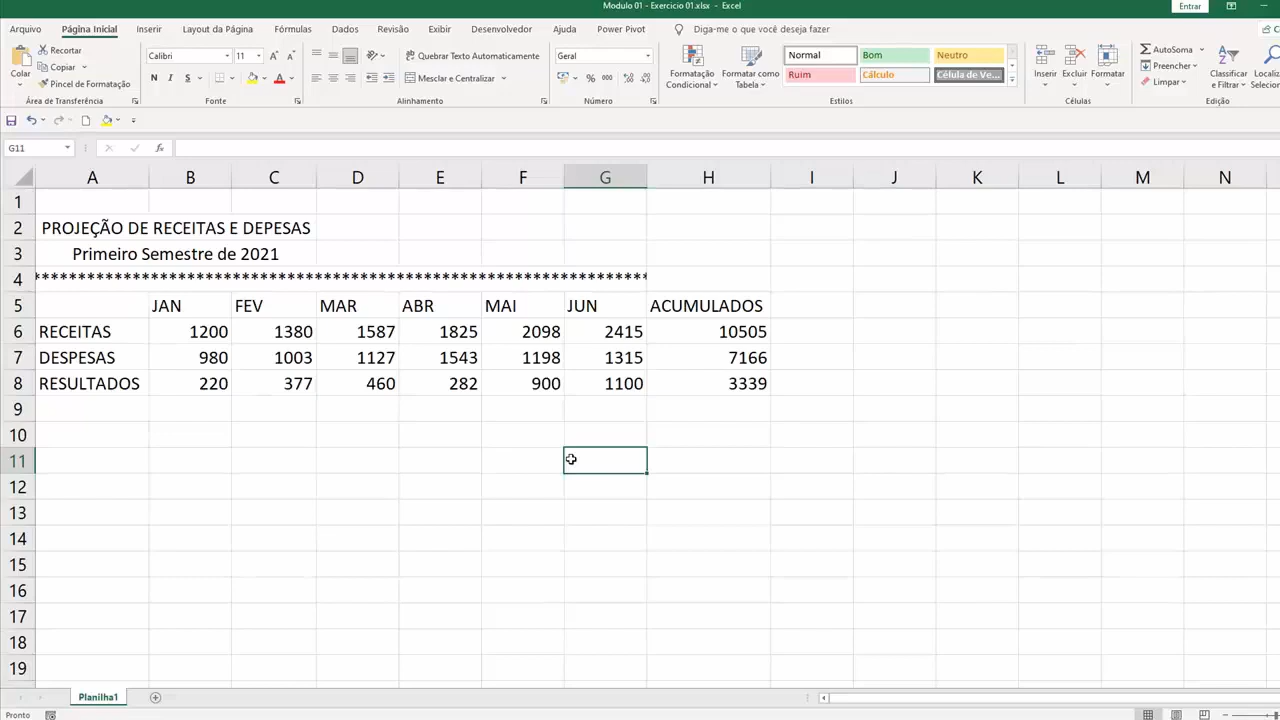 Modulo 01 - Exercicio 01.xlsx - Excel
Entrar
Arquivo Página Inicial Inserir Layout da Página Fórmulas Dados Revisão Exibir Desenvolvedor Ajuda Power Pivot Diga-me o que você deseja fazer
Colar
Recortar
Copiar
Pincel de Formatação
Área de Transferência
Calibri 11
N I S
Fonte
Quebrar Texto Automaticamente
Mesclar e Centralizar
Alinhamento
Geral
% 000
Número
Formatação Condicional
Formatar como Tabela
Normal Bom Neutro
Ruim Cálculo Célula de Ve...
Estilos
Inserir Excluir Formatar
Células
AutoSoma
Preencher
Limpar
Classificar e Filtrar
Edição
G11
fx
A B C D E F G H I J K L M N
1
2 PROJEÇÃO DE RECEITAS E DEPESAS
3 Primeiro Semestre de 2021
4 **********************************************************************
5 JAN FEV MAR ABR MAI JUN ACUMULADOS
6 RECEITAS 1200 1380 1587 1825 2098 2415 10505
7 DESPESAS 980 1003 1127 1543 1198 1315 7166
8 RESULTADOS 220 377 460 282 900 1100 3339
9
10
11
12
13
14
15
16
17
18
19
Planilha1
Pronto